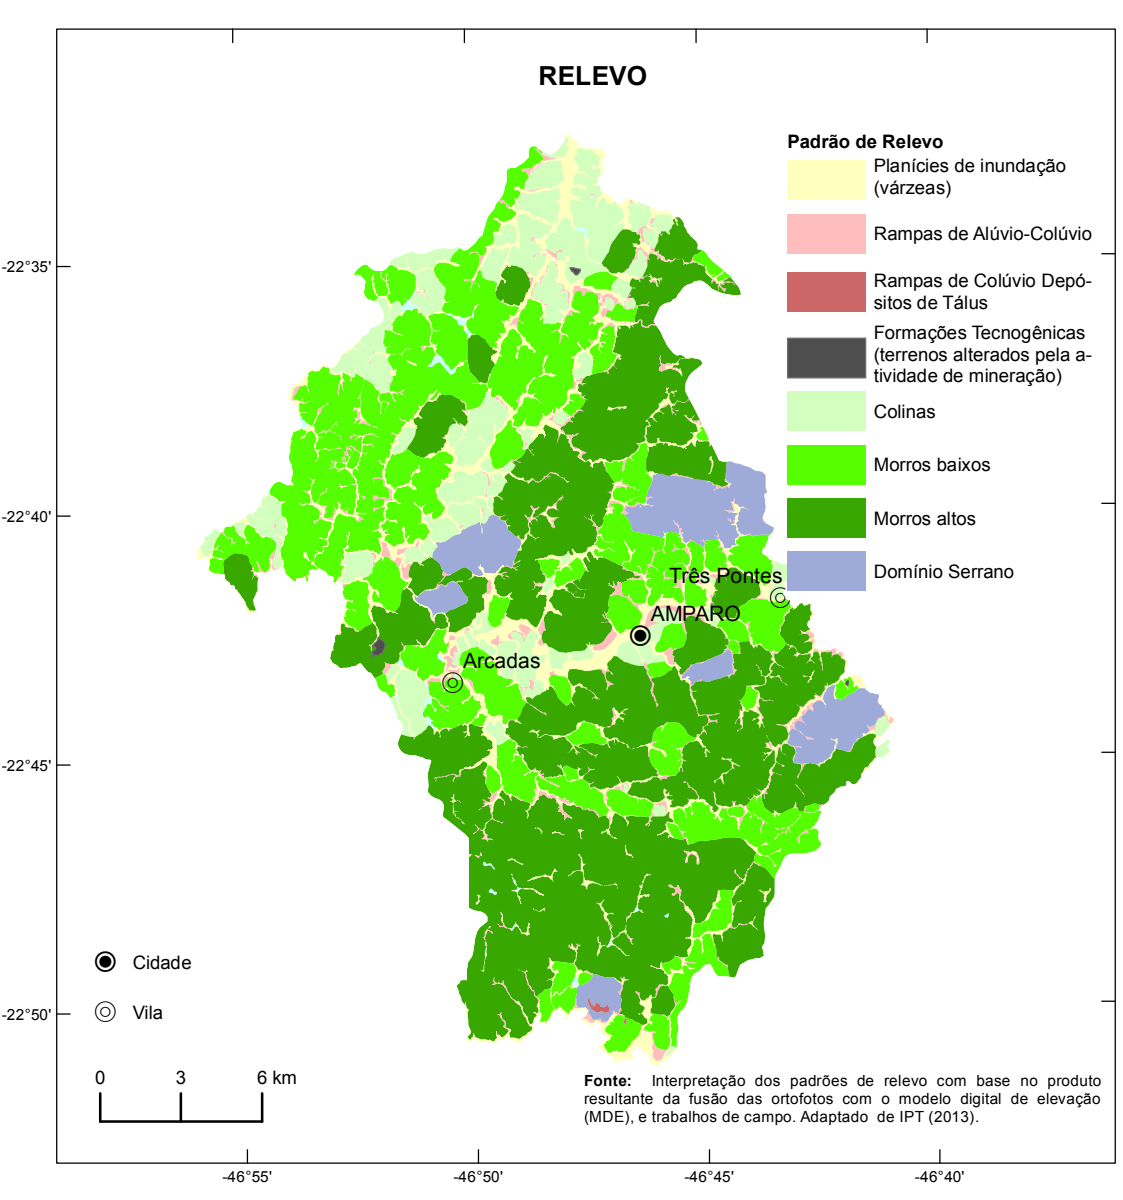 RELEVO
Padrão de Relevo
Planícies de inundação
(várzeas)
Rampas de Alúvio-Colúvio
Rampas de Colúvio Depó-
sitos de Tálus
Formações Tecnogênicas
(terrenos alterados pela a-
tividade de mineração)
Colinas
Morros baixos
Morros altos
Domínio Serrano
-22°35'
-22°40'
-22°45'
-22°50'
Três Pontes
AMPARO
Arcadas
Cidade
Vila
0 3 6 km
Fonte: Interpretação dos padrões de relevo com base no produto
resultante da fusão das ortofotos com o modelo digital de elevação
(MDE), e trabalhos de campo. Adaptado de IPT (2013).
-46°55' -46°50' -46°45' -46°40'